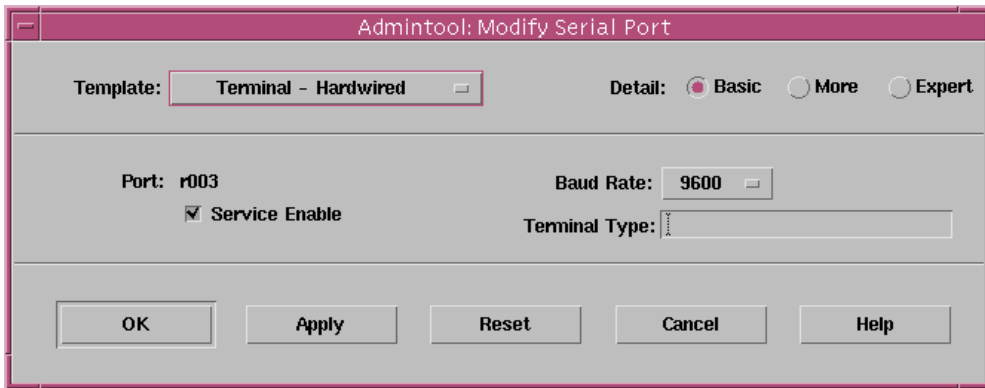 Admintool: Modify Serial Port
Template: Terminal - Hardwired Detail: Basic More Expert
Port: r003 Baud Rate: 9600
Service Enable
Terminal Type:
OK Apply Reset Cancel Help